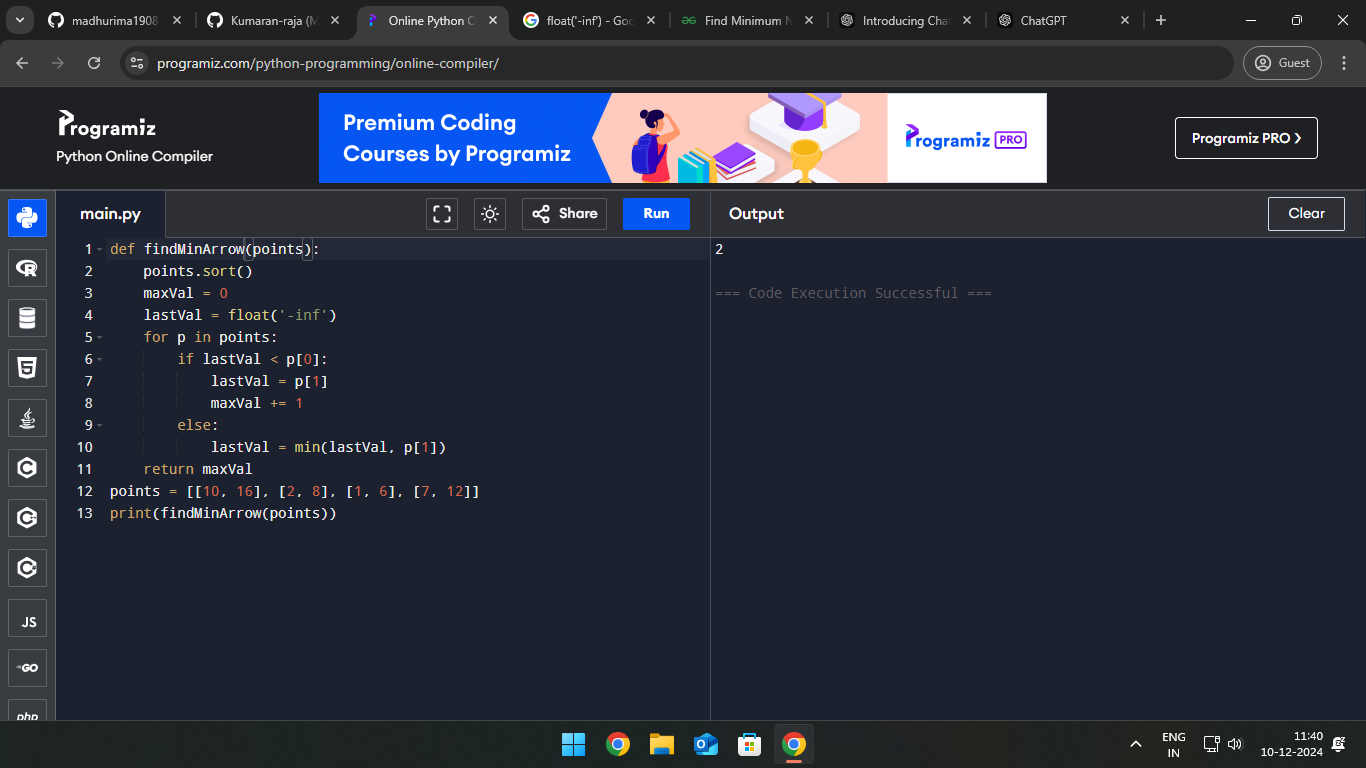 madhurima1908
Kumaran-raja (M
Online Python C
float('-inf') - Goo
Find Minimum N
Introducing Cha
ChatGPT
programiz.com/python-programming/online-compiler/
Guest
Programiz
Python Online Compiler
Premium Coding
Courses by Programiz
Programiz PRO
Programiz PRO
main.py
Share
Run
Output
Clear
1 def findMinArrow(points):
2 points.sort()
3 maxVal = 0
4 lastVal = float('-inf')
5 for p in points:
6 if lastVal < p[0]:
7 lastVal = p[1]
8 maxVal += 1
9 else:
10 lastVal = min(lastVal, p[1])
11 return maxVal
12 points = [[10, 16], [2, 8], [1, 6], [7, 12]]
13 print(findMinArrow(points))
2
=== Code Execution Successful ===
JS
GO
php
ENG
IN
11:40
10-12-2024